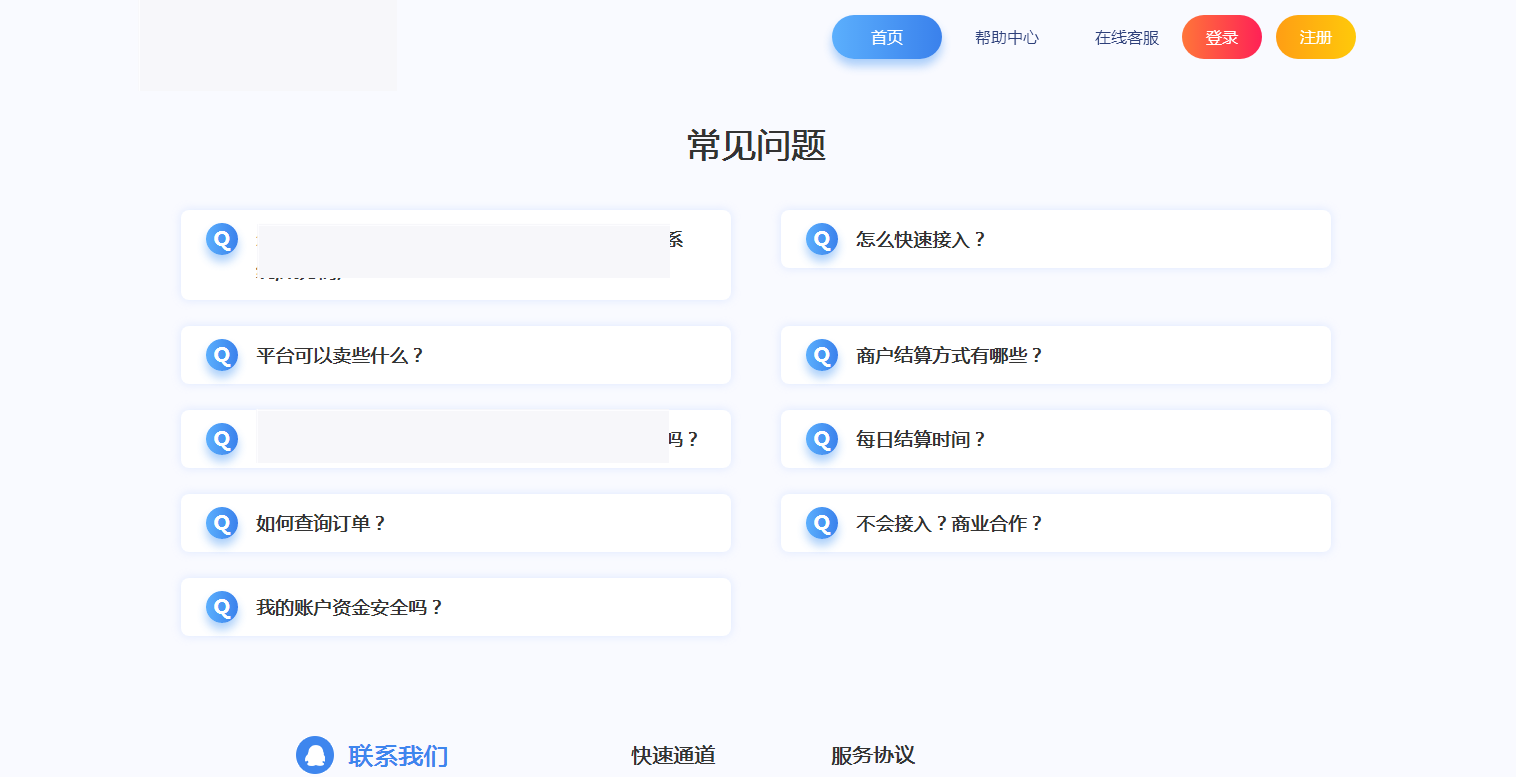 首页
帮助中心
在线客服
登录
注册
常见问题
Q
系
Q
怎么快速接入？
Q
平台可以卖些什么？
Q
商户结算方式有哪些？
Q
吗？
Q
每日结算时间？
Q
如何查询订单？
Q
不会接入？商业合作？
Q
我的账户资金安全吗？
联系我们
快速通道
服务协议